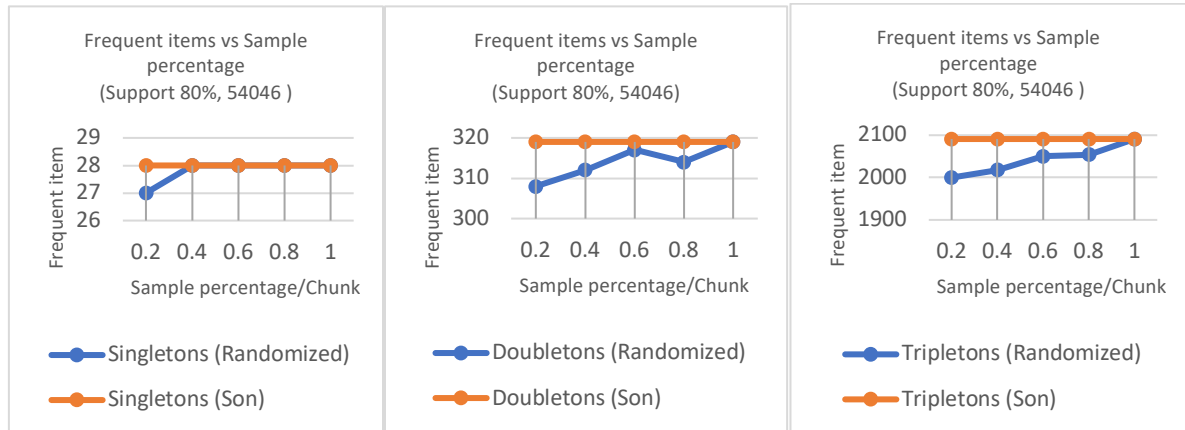 Frequent items vs Sample
percentage
(Support 80%, 54046 )
Frequent item
29
28
27
26
0.2 0.4 0.6 0.8 1
Sample percentage/Chunk
Singletons (Randomized)
Singletons (Son)
Frequent items vs Sample
percentage
(Support 80%, 54046)
Frequent item
320
310
300
0.2 0.4 0.6 0.8 1
Sample percentage/Chunk
Doubletons (Randomized)
Doubletons (Son)
Frequent items vs Sample
percentage
(Support 80%, 54046 )
Frequent item
2100
2000
1900
0.2 0.4 0.6 0.8 1
Sample percentage/Chunk
Tripletons (Randomized)
Tripletons (Son)